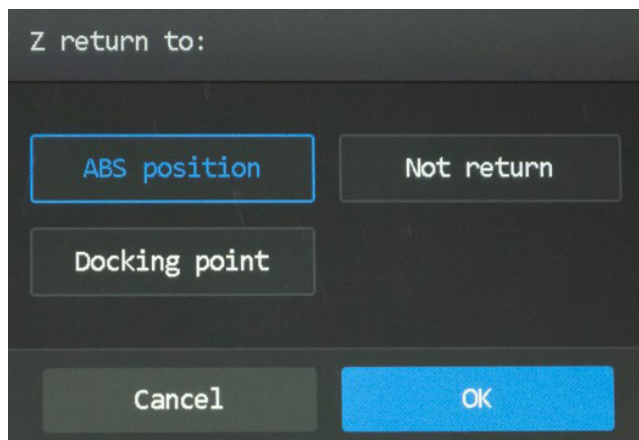 Z return to:
ABS position
Not return
Docking point
Cancel
OK